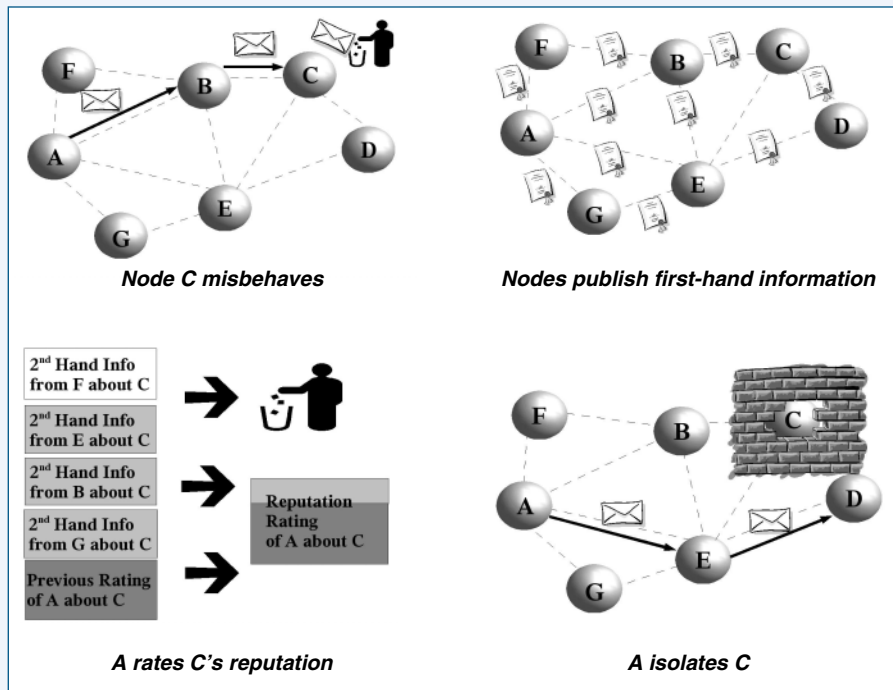 F
B
C
A
D
E
G
Node C misbehaves
F
B
C
A
D
E
G
Nodes publish first-hand information
2nd Hand Info
from F about C
2nd Hand Info
from E about C
2nd Hand Info
from B about C
2nd Hand Info
from G about C
Previous Rating
of A about C
Reputation
Rating
of A about C
A rates C's reputation
F
B
C
A
D
E
G
A isolates C